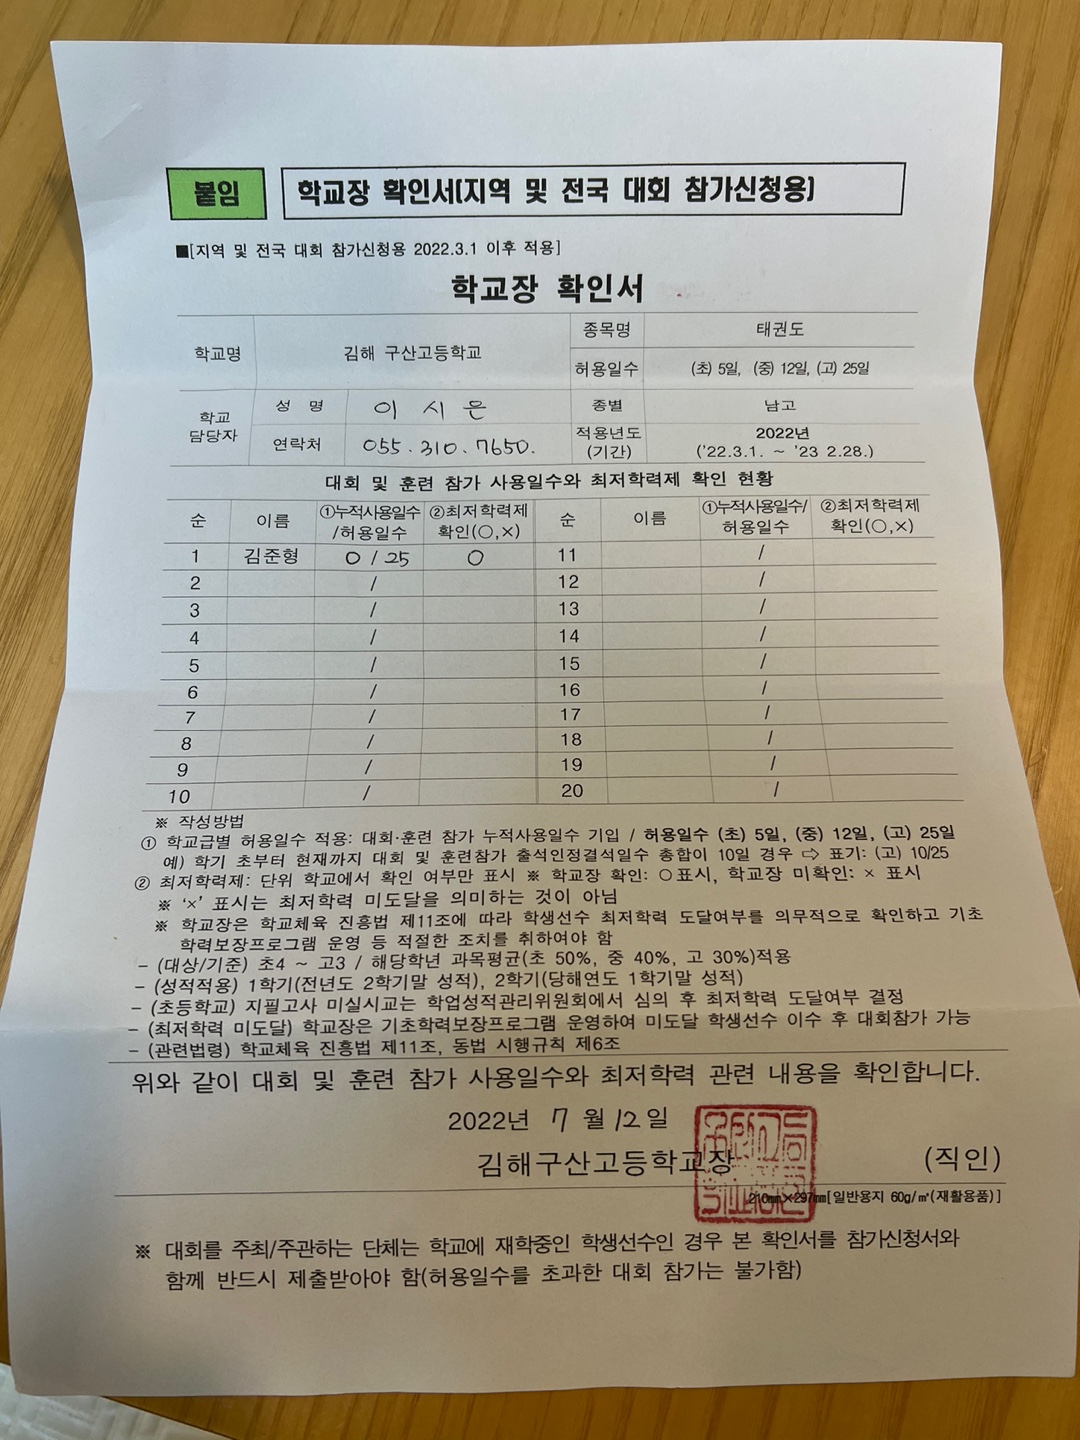 붙임 학교장 확인서(지역 및 전국 대회 참가신청용)
■[지역 및 전국 대회 참가신청용 2022.3.1 이후 적용]
학교장 확인서
학교명 김해 구산고등학교 종목명 태권도
허용일수 (초) 5일, (중) 12일, (고) 25일
학교 담당자 성 명 이 시 은 종별 남고
연락처 055.310.7650. 적용년도 (기간) 2022년 ('22.3.1. ~ '23 2.28.)
대회 및 훈련 참가 사용일수와 최저학력제 확인 현황
순 이름 ①누적사용일수/허용일수 ②최저학력제 확인(○,×) 순 이름 ①누적사용일수/허용일수 ②최저학력제 확인(○,×)
1 김준형 0 / 25 ○ 11 /
2 / 12 /
3 / 13 /
4 / 14 /
5 / 15 /
6 / 16 /
7 / 17 /
8 / 18 /
9 / 19 /
10 / 20 /
※ 작성방법
① 학교급별 허용일수 적용: 대회·훈련 참가 누적사용일수 기입 / 허용일수 (초) 5일, (중) 12일, (고) 25일
예) 학기 초부터 현재까지 대회 및 훈련참가 출석인정결석일수 총합이 10일 경우 ⇨ 표기: (고) 10/25
② 최저학력제: 단위 학교에서 확인 여부만 표시 ※ 학교장 확인: ○표시, 학교장 미확인: × 표시
※ '×' 표시는 최저학력 미도달을 의미하는 것이 아님
※ 학교장은 학교체육 진흥법 제11조에 따라 학생선수 최저학력 도달여부를 의무적으로 확인하고 기초
학력보장프로그램 운영 등 적절한 조치를 취하여야 함
- (대상/기준) 초4 ~ 고3 / 해당학년 과목평균(초 50%, 중 40%, 고 30%)적용
- (성적적용) 1학기(전년도 2학기말 성적), 2학기(당해연도 1학기말 성적)
- (초등학교) 지필고사 미실시교는 학업성적관리위원회에서 심의 후 최저학력 도달여부 결정
- (최저학력 미도달) 학교장은 기초학력보장프로그램 운영하여 미도달 학생선수 이수 후 대회참가 가능
- (관련법령) 학교체육 진흥법 제11조, 동법 시행규칙 제6조
위와 같이 대회 및 훈련 참가 사용일수와 최저학력 관련 내용을 확인합니다.
2022년 7 월 12 일
김해구산고등학교장 (직인)
210㎜×297㎜[일반용지 60g/㎡(재활용품)]
※ 대회를 주최/주관하는 단체는 학교에 재학중인 학생선수인 경우 본 확인서를 참가신청서와
함께 반드시 제출받아야 함(허용일수를 초과한 대회 참가는 불가함)